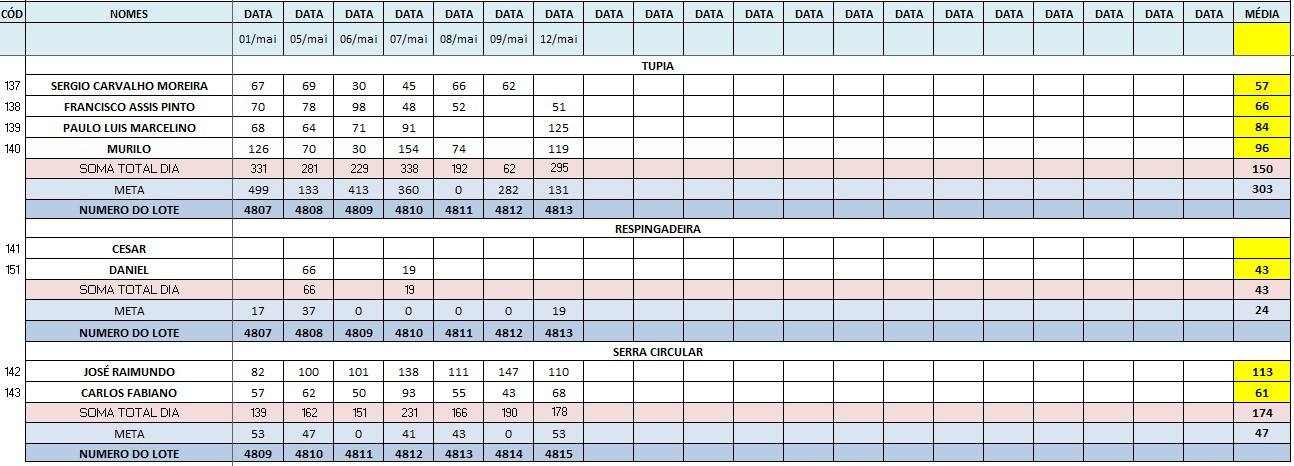 CÓD NOMES DATA DATA DATA DATA DATA DATA DATA DATA DATA DATA DATA DATA DATA DATA DATA DATA DATA DATA DATA DATA MÉDIA
01/mai 05/mai 06/mai 07/mai 08/mai 09/mai 12/mai
TUPIA
137 SERGIO CARVALHO MOREIRA 67 69 30 45 66 62 57
138 FRANCISCO ASSIS PINTO 70 78 98 48 52 51 66
139 PAULO LUIS MARCELINO 68 64 71 91 125 84
140 MURILO 126 70 30 154 74 119 96
SOMA TOTAL DIA 331 281 229 338 192 62 295 150
META 499 133 413 360 0 282 131 303
NUMERO DO LOTE 4807 4808 4809 4810 4811 4812 4813
RESPINGADEIRA
141 CESAR
151 DANIEL 66 19 43
SOMA TOTAL DIA 66 19 43
META 17 37 0 0 0 0 19 24
NUMERO DO LOTE 4807 4808 4809 4810 4811 4812 4813
SERRA CIRCULAR
142 JOSÉ RAIMUNDO 82 100 101 138 111 147 110 113
143 CARLOS FABIANO 57 62 50 93 55 43 68 61
SOMA TOTAL DIA 139 162 151 231 166 190 178 174
META 53 47 0 41 43 0 53 47
NUMERO DO LOTE 4809 4810 4811 4812 4813 4814 4815